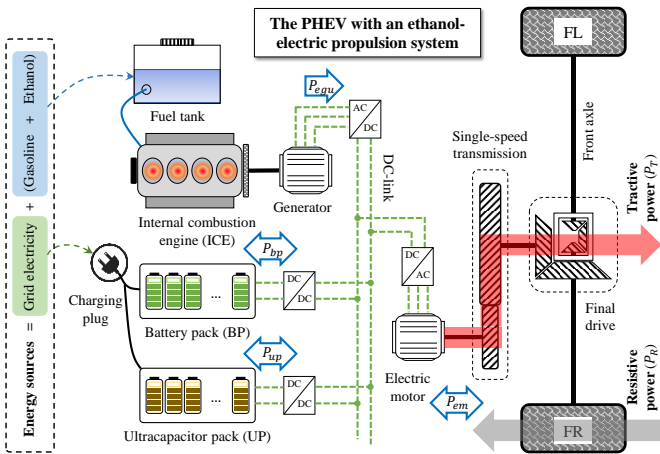 The PHEV with an ethanol-
electric propulsion system
Energy sources = Grid electricity + (Gasoline + Ethanol)
Fuel tank
P_egu
AC
DC
Internal combustion
engine (ICE)
Generator
DC-link
Single-speed
transmission
FL
Front axle
Tractive
power (P_T)
Charging
plug
P_bp
...
DC
DC
Battery pack (BP)
DC
AC
Final
drive
P_up
...
DC
DC
Ultracapacitor pack (UP)
Electric
motor
P_em
Resistive
power (P_R)
FR